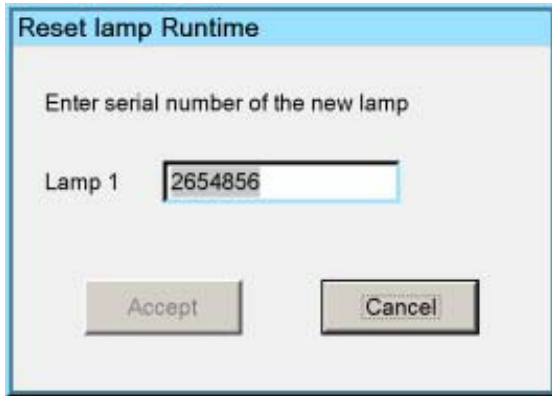 Reset lamp Runtime
Enter serial number of the new lamp
Lamp 1 2654856
Accept Cancel